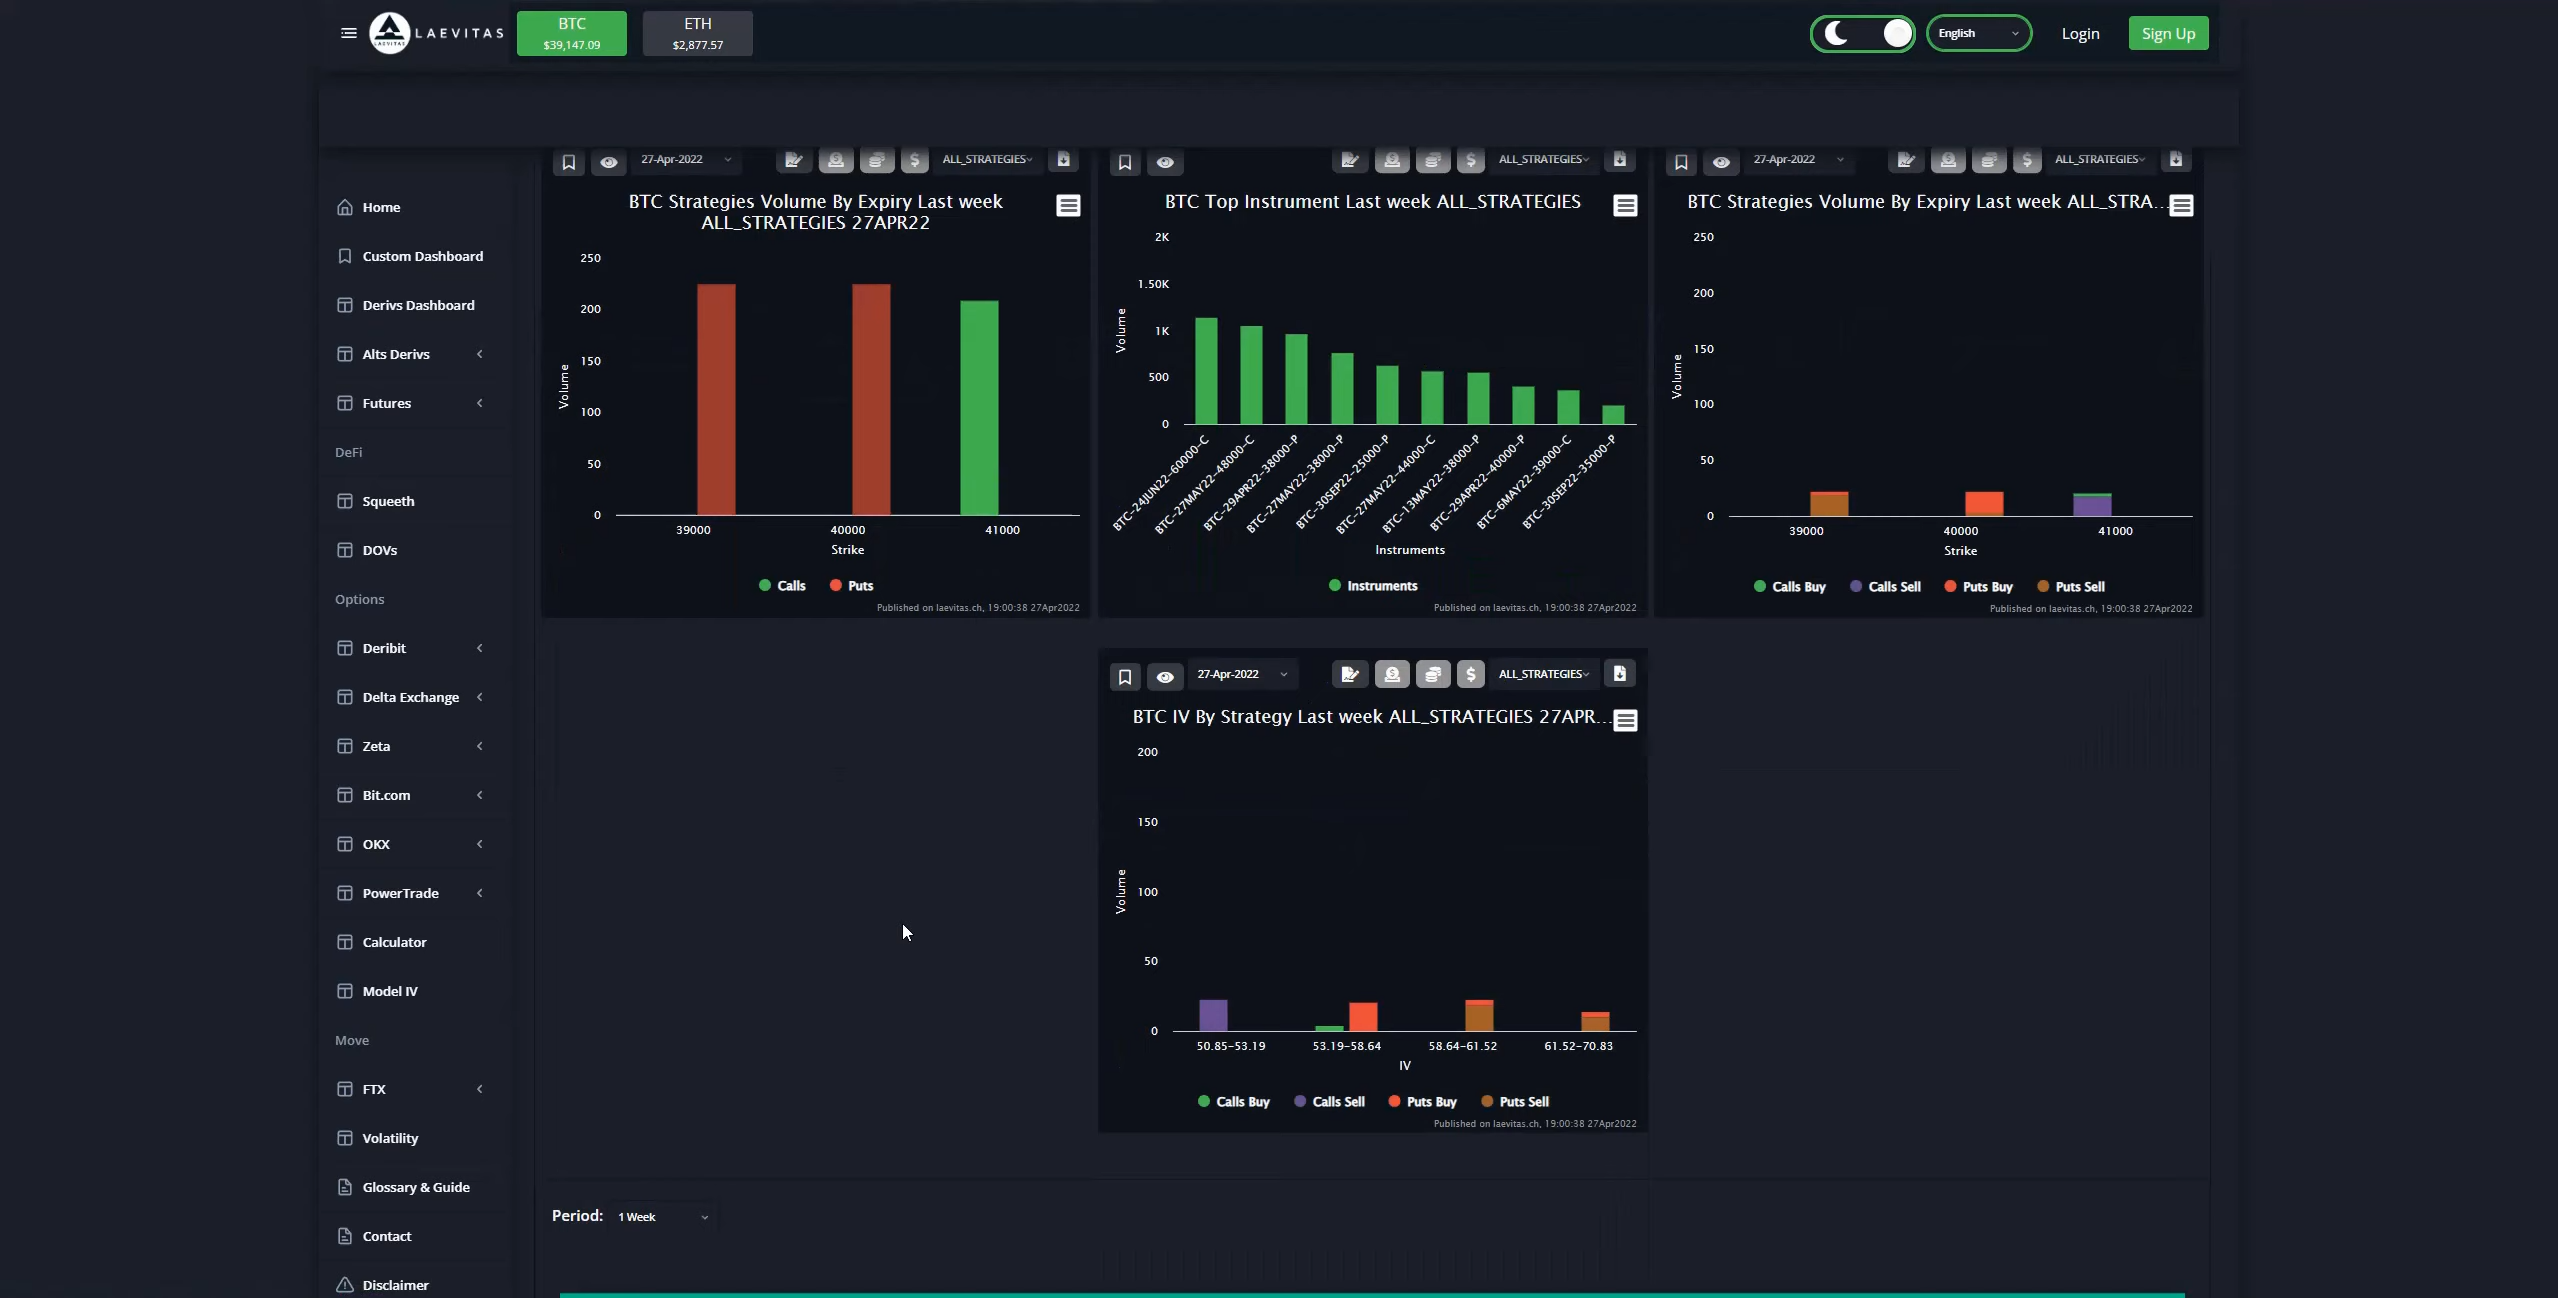 LAEVITAS
BTC
$39,147.09
ETH
$2,877.57
English
Login
Sign Up
Home
Custom Dashboard
Derivs Dashboard
Alts Derivs
Futures
DeFi
Squeeth
DOVs
Options
Deribit
Delta Exchange
Zeta
Bit.com
OKX
PowerTrade
Calculator
Model IV
Move
FTX
Volatility
Glossary & Guide
Contact
Disclaimer
27-Apr-2022
ALL_STRATEGIES
BTC Strategies Volume By Expiry Last week
ALL_STRATEGIES 27APR22
250
200
150
100
50
0
Volume
39000
40000
41000
Strike
Calls
Puts
Published on laevitas.ch, 19:00:38 27Apr2022
ALL_STRATEGIES
BTC Top Instrument Last week ALL_STRATEGIES
2K
1.50K
1K
500
0
Volume
BTC-24JUN22-60000-C
BTC-27MAY22-48000-C
BTC-29APR22-38000-P
BTC-27MAY22-38000-P
BTC-30SEP22-25000-P
BTC-27MAY22-44000-C
BTC-13MAY22-38000-P
BTC-29APR22-40000-P
BTC-6MAY22-39000-C
BTC-30SEP22-35000-P
Instruments
Instruments
Published on laevitas.ch, 19:00:38 27Apr2022
27-Apr-2022
ALL_STRATEGIES
BTC Strategies Volume By Expiry Last week ALL_STRA...
250
200
150
100
50
0
Volume
39000
40000
41000
Strike
Calls Buy
Calls Sell
Puts Buy
Puts Sell
Published on laevitas.ch, 19:00:38 27Apr2022
27-Apr-2022
ALL_STRATEGIES
BTC IV By Strategy Last week ALL_STRATEGIES 27APR...
200
150
100
50
0
Volume
50.85-53.19
53.19-58.64
58.64-61.52
61.52-70.83
IV
Calls Buy
Calls Sell
Puts Buy
Puts Sell
Published on laevitas.ch, 19:00:38 27Apr2022
Period:
1 Week